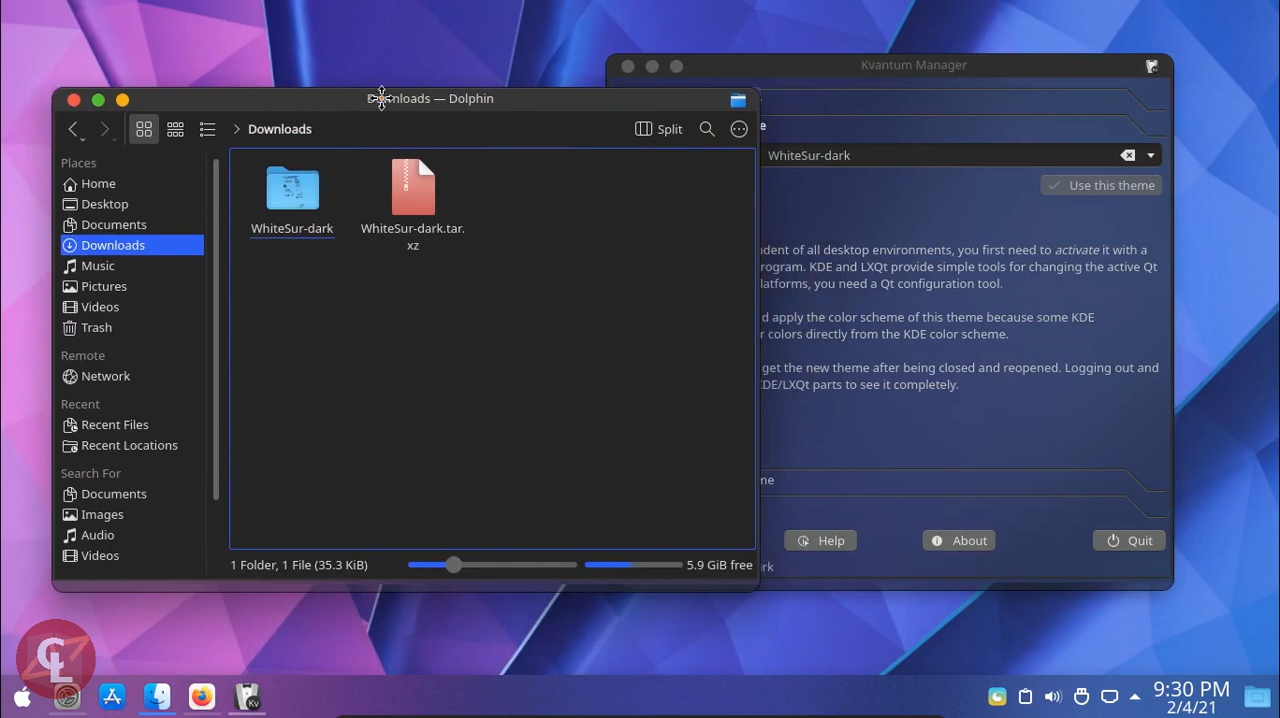 Kvantum Manager
Downloads — Dolphin
Downloads
Split
WhiteSur-dark
Use this theme
Places
Home
Desktop
Documents
Downloads
Music
Pictures
Videos
Trash
Remote
Network
Recent
Recent Files
Recent Locations
Search For
Documents
Images
Audio
Videos
WhiteSur-dark
WhiteSur-dark.tar.
xz
1 Folder, 1 File (35.3 KiB)
5.9 GiB free
of all desktop environments, you first need to activate it with a
KDE and LXQt provide simple tools for changing the active Qt
you need a Qt configuration tool.
apply the color scheme of this theme because some KDE
colors directly from the KDE color scheme.
get the new theme after being closed and reopened. Logging out and
KDE/LXQt parts to see it completely.
Help
About
Quit
CL
Kv
9:30 PM
2/4/21